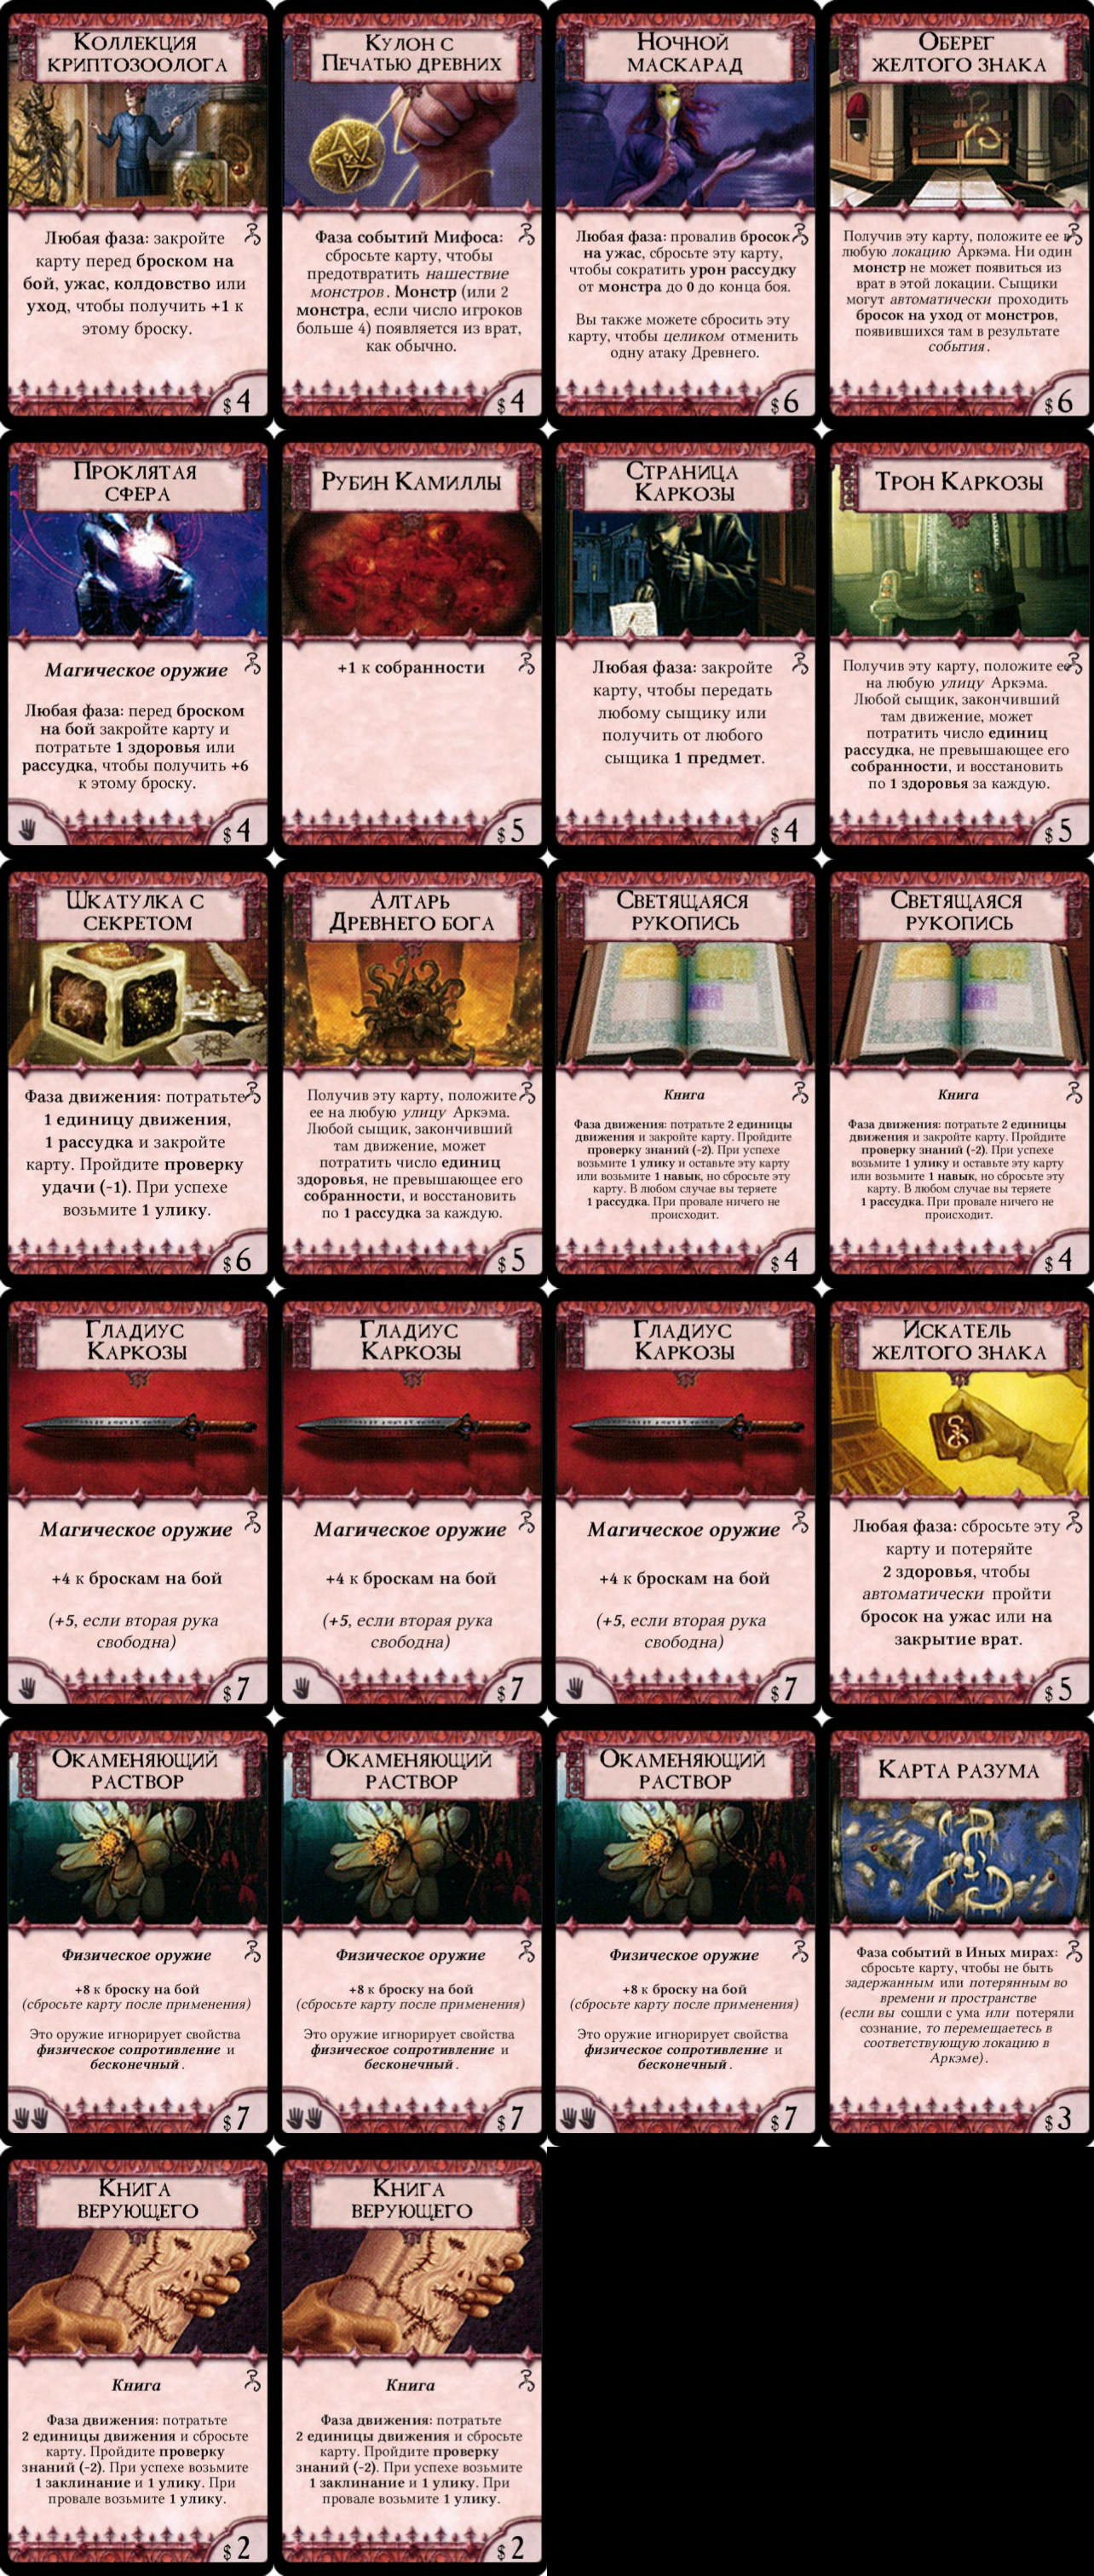 Коллекция
криптозоолога
Любая фаза: закройте
карту перед броском на
бой, ужас, колдовство или
уход, чтобы получить +1 к
этому броску.
$4
Кулон с
Печатью древних
Фаза событий Мифоса:
сбросьте карту, чтобы
предотвратить нашествие
монстров. Монстр (или 2
монстра, если число игроков
больше 4) появляется из врат,
как обычно.
$4
Ночной
маскарад
Любая фаза: провалив бросок
на ужас, сбросьте эту карту,
чтобы сократить урон рассудку
от монстра до 0 до конца боя.
Вы также можете сбросить эту
карту, чтобы целиком отменить
одну атаку Древнего.
$6
Оберег
желтого знака
Получив эту карту, положите ее в
любую локацию Аркэма. Ни один
монстр не может появиться из
врат в этой локации. Сыщики
могут автоматически проходить
бросок на уход от монстров,
появившихся там в результате
события.
$6
Проклятая
сфера
Магическое оружие
Любая фаза: перед броском
на бой закройте карту и
потратьте 1 здоровья или
рассудка, чтобы получить +6
к этому броску.
$4
Рубин Камиллы
+1 к собранности
$5
Страница
Каркозы
Любая фаза: закройте
карту, чтобы передать
любому сыщику или
получить от любого
сыщика 1 предмет.
$4
Трон Каркозы
Получив эту карту, положите ее
на любую улицу Аркэма.
Любой сыщик, закончивший
там движение, может
потратить число единиц
рассудка, не превышающее его
собранности, и восстановить
по 1 здоровья за каждую.
$5
Шкатулка с
секретом
Фаза движения: потратьте
1 единицу движения,
1 рассудка и закройте
карту. Пройдите проверку
удачи (-1). При успехе
возьмите 1 улику.
$6
Алтарь
Древнего бога
Получив эту карту, положите
ее на любую улицу Аркэма.
Любой сыщик, закончивший
там движение, может
потратить число единиц
здоровья, не превышающее его
собранности, и восстановить
по 1 рассудка за каждую.
$5
Светящаяся
рукопись
Книга
Фаза движения: потратьте 2 единицы
движения и закройте карту. Пройдите
проверку знаний (-2). При успехе
возьмите 1 улику и оставьте эту карту
или возьмите 1 навык, но сбросьте эту
карту. В любом случае вы теряете
1 рассудка. При провале ничего не
происходит.
$4
Светящаяся
рукопись
Книга
Фаза движения: потратьте 2 единицы
движения и закройте карту. Пройдите
проверку знаний (-2). При успехе
возьмите 1 улику и оставьте эту карту
или возьмите 1 навык, но сбросьте эту
карту. В любом случае вы теряете
1 рассудка. При провале ничего не
происходит.
$4
Гладиус
Каркозы
Магическое оружие
+4 к броскам на бой
(+5, если вторая рука
свободна)
$7
Гладиус
Каркозы
Магическое оружие
+4 к броскам на бой
(+5, если вторая рука
свободна)
$7
Гладиус
Каркозы
Магическое оружие
+4 к броскам на бой
(+5, если вторая рука
свободна)
$7
Искатель
желтого знака
Любая фаза: сбросьте эту
карту и потеряйте
2 здоровья, чтобы
автоматически пройти
бросок на ужас или на
закрытие врат.
$5
Окаменяющий
раствор
Физическое оружие
+8 к броску на бой
(сбросьте карту после применения)
Это оружие игнорирует свойства
физическое сопротивление и
бесконечный.
$7
Окаменяющий
раствор
Физическое оружие
+8 к броску на бой
(сбросьте карту после применения)
Это оружие игнорирует свойства
физическое сопротивление и
бесконечный.
$7
Окаменяющий
раствор
Физическое оружие
+8 к броску на бой
(сбросьте карту после применения)
Это оружие игнорирует свойства
физическое сопротивление и
бесконечный.
$7
Карта разума
Фаза событий в Иных мирах:
сбросьте карту, чтобы не быть
задержанным или потерянным во
времени и пространстве
(если вы сошли с ума или потеряли
сознание, то перемещаетесь в
соответствующую локацию в
Аркэме).
$3
Книга
верующего
Книга
Фаза движения: потратьте
2 единицы движения и сбросьте
карту. Пройдите проверку
знаний (-2). При успехе возьмите
1 заклинание и 1 улику. При
провале возьмите 1 улику.
$2
Книга
верующего
Книга
Фаза движения: потратьте
2 единицы движения и сбросьте
карту. Пройдите проверку
знаний (-2). При успехе возьмите
1 заклинание и 1 улику. При
провале возьмите 1 улику.
$2